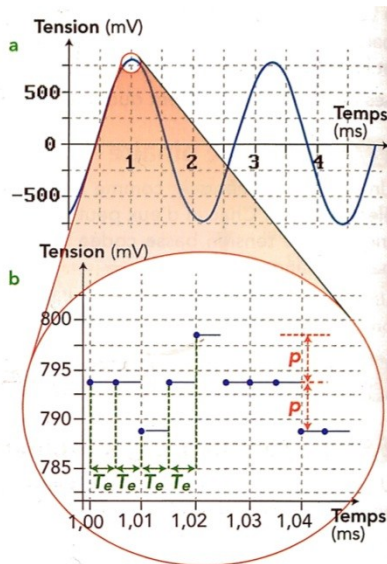 Tension (mV)
a
500
Temps
(ms)
0
1 2 3 4
-500
Tension (mV)
b
800
795
p
790
p
785
Te Te Te Te
1,00 1,01 1,02 1,03 1,04 Temps
(ms)